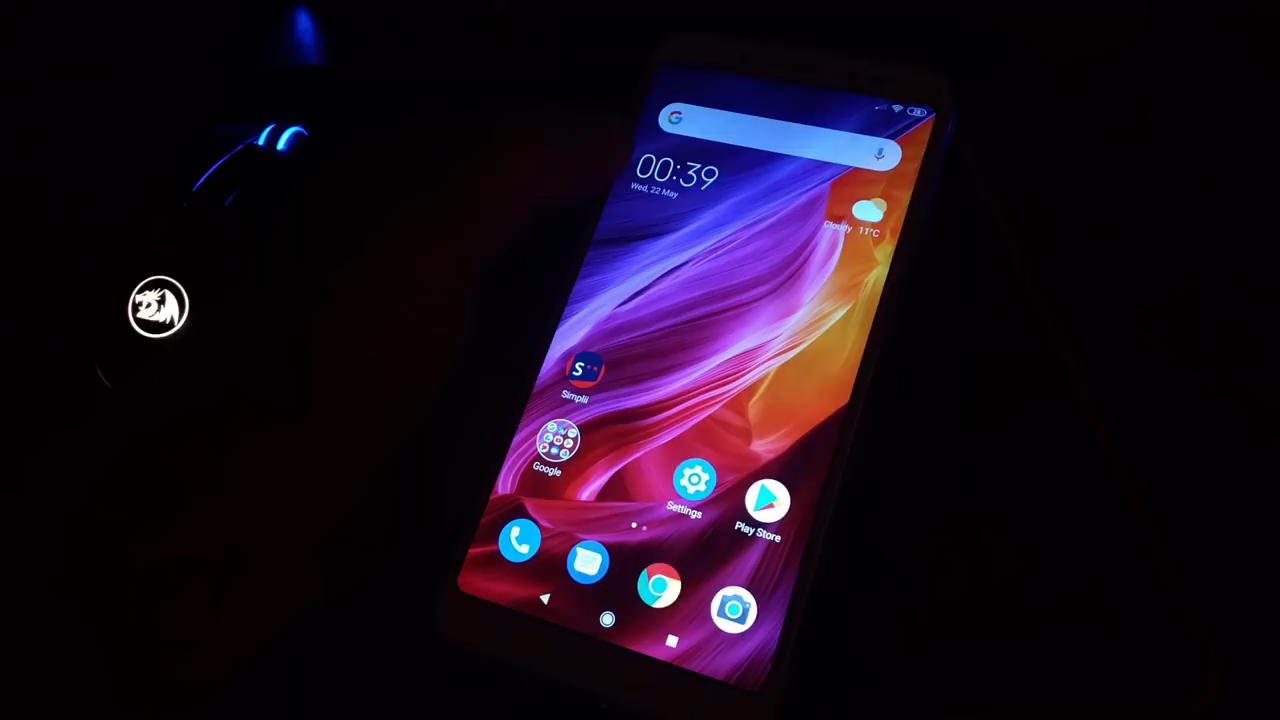 00:39
Wed, 22 May
Cloudy 11°C
S
Simplii
Google
Settings
Play Store